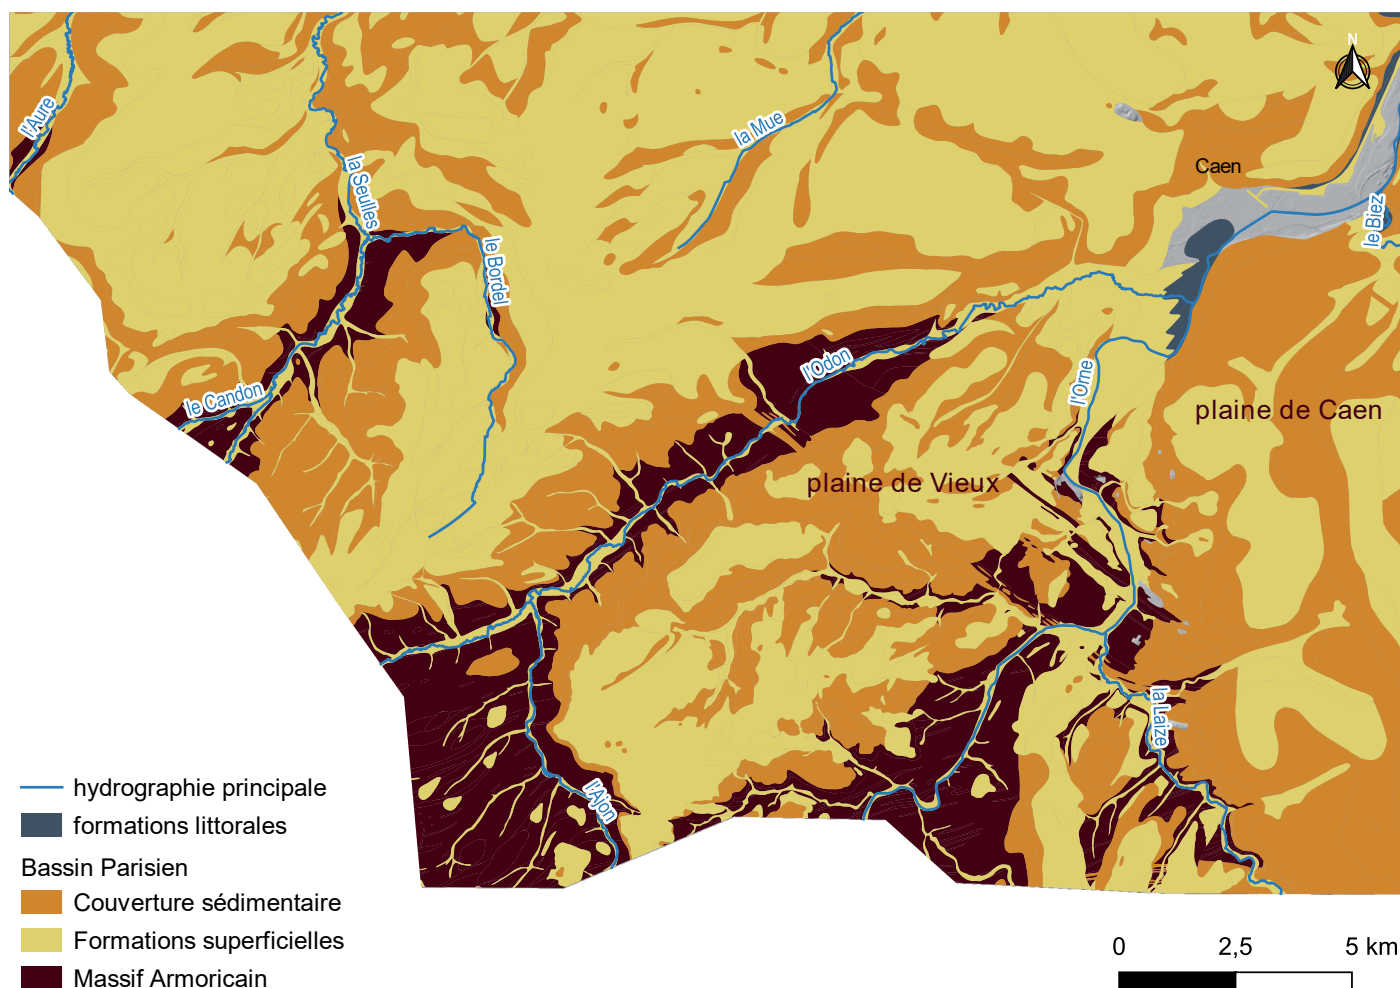 N
l'Aure
la Mue
Caen
la Seulles
le Biez
le Bordel
l'Odon
l'Orne
le Candon
plaine de Caen
plaine de Vieux
la Laize
l'Ajon
hydrographie principale
formations littorales
Bassin Parisien
Couverture sédimentaire
Formations superficielles
Massif Armoricain
0 2,5 5 km